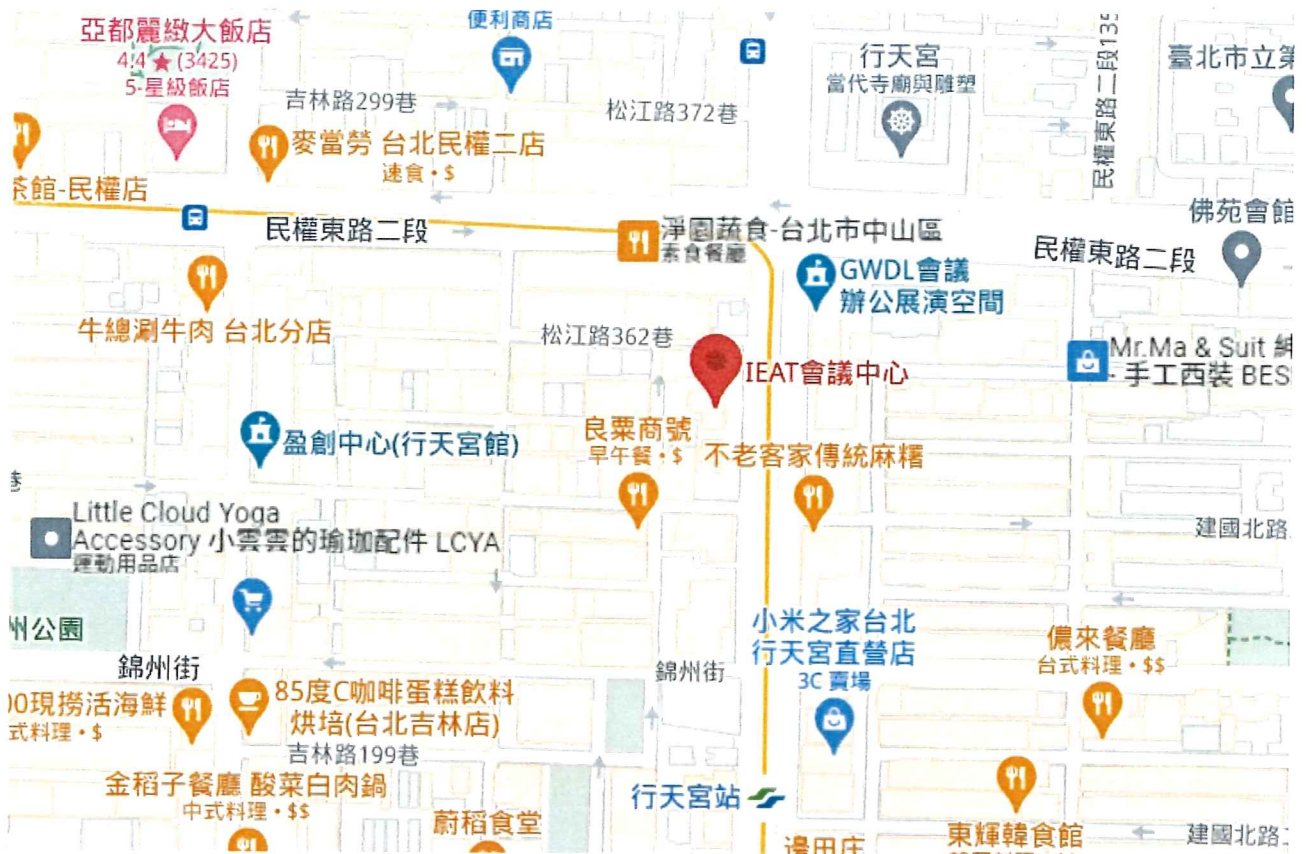 亞都麗緻大飯店
4.4 ★ (3425)
5-星級飯店
便利商店
行天宮
當代寺廟與雕塑
民權東路二段135
臺北市立第
吉林路299巷
松江路372巷
麥當勞 台北民權二店
速食・$
茶館-民權店
民權東路二段
淨園蔬食-台北市中山區
素食餐廳
佛苑會館
民權東路二段
GWDL會議
辦公展演空間
牛總涮牛肉 台北分店
松江路362巷
IEAT會議中心
Mr.Ma & Suit 紳
- 手工西裝 BES
良粟商號
早午餐・$
不老客家傳統麻糬
盈創中心(行天宮館)
巷
Little Cloud Yoga
Accessory 小雲雲的瑜珈配件 LCYA
運動用品店
建國北路
州公園
小米之家台北
行天宮直營店
3C 賣場
儂來餐廳
台式料理・$$
錦州街
錦州街
00現撈活海鮮
式料理・$
85度C咖啡蛋糕飲料
烘培(台北吉林店)
吉林路199巷
金稻子餐廳 酸菜白肉鍋
中式料理・$$
行天宮站
蔚稻食堂
邊田庄
東輝韓食館
建國北路